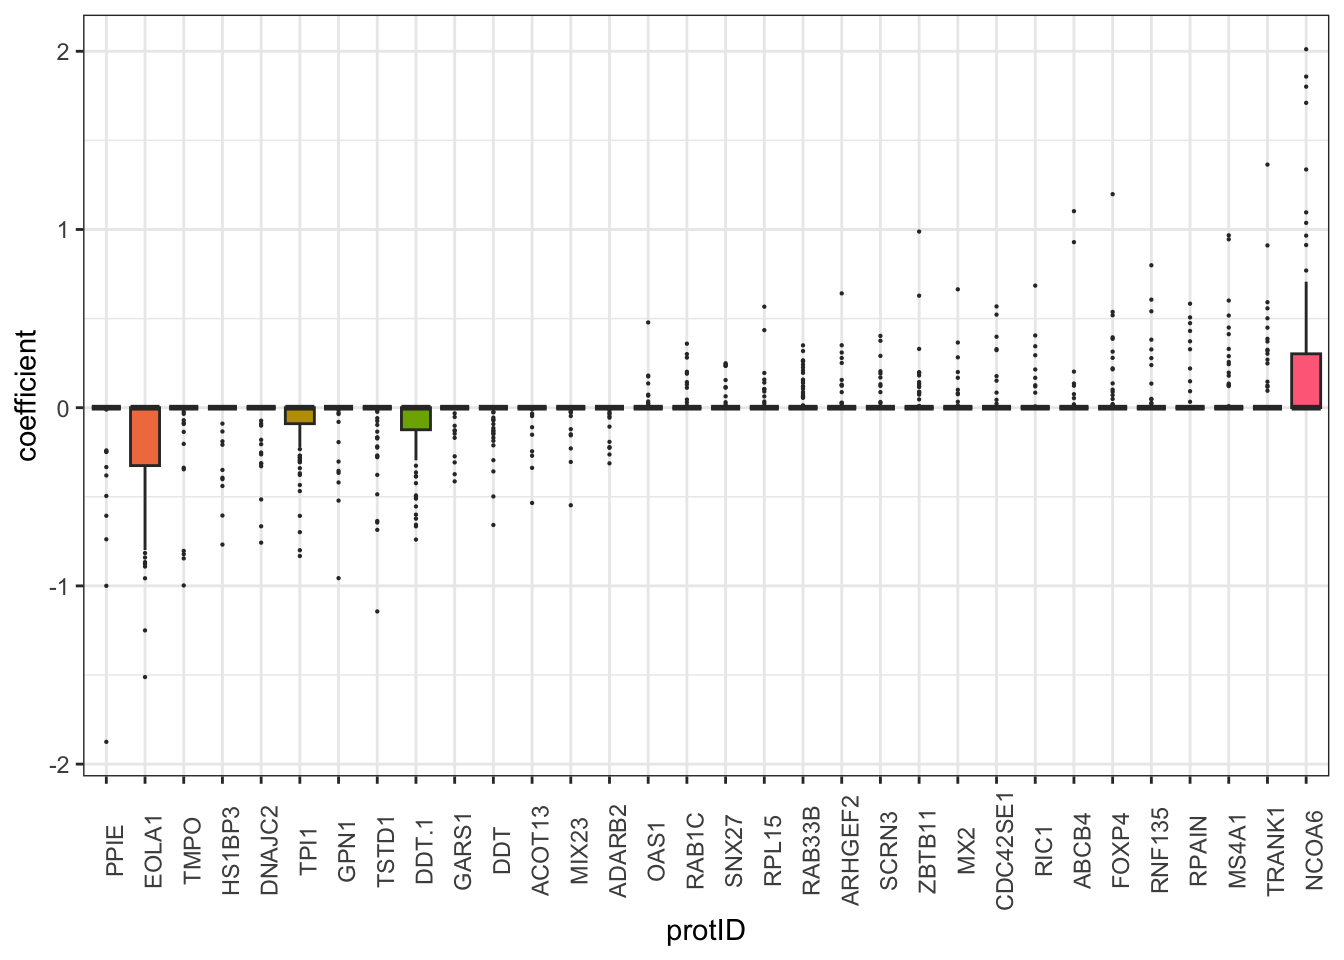 2
1
0
-1
-2
coefficient
PPIE
EOLA1
TMPO
HS1BP3
DNAJC2
TPI1
GPN1
TSTD1
DDT.1
GARS1
DDT
ACOT13
MIX23
ADARB2
OAS1
RAB1C
SNX27
RPL15
RAB33B
ARHGEF2
SCRN3
ZBTB11
MX2
CDC42SE1
RIC1
ABCB4
FOXP4
RNF135
RPAIN
MS4A1
TRANK1
NCOA6
protID